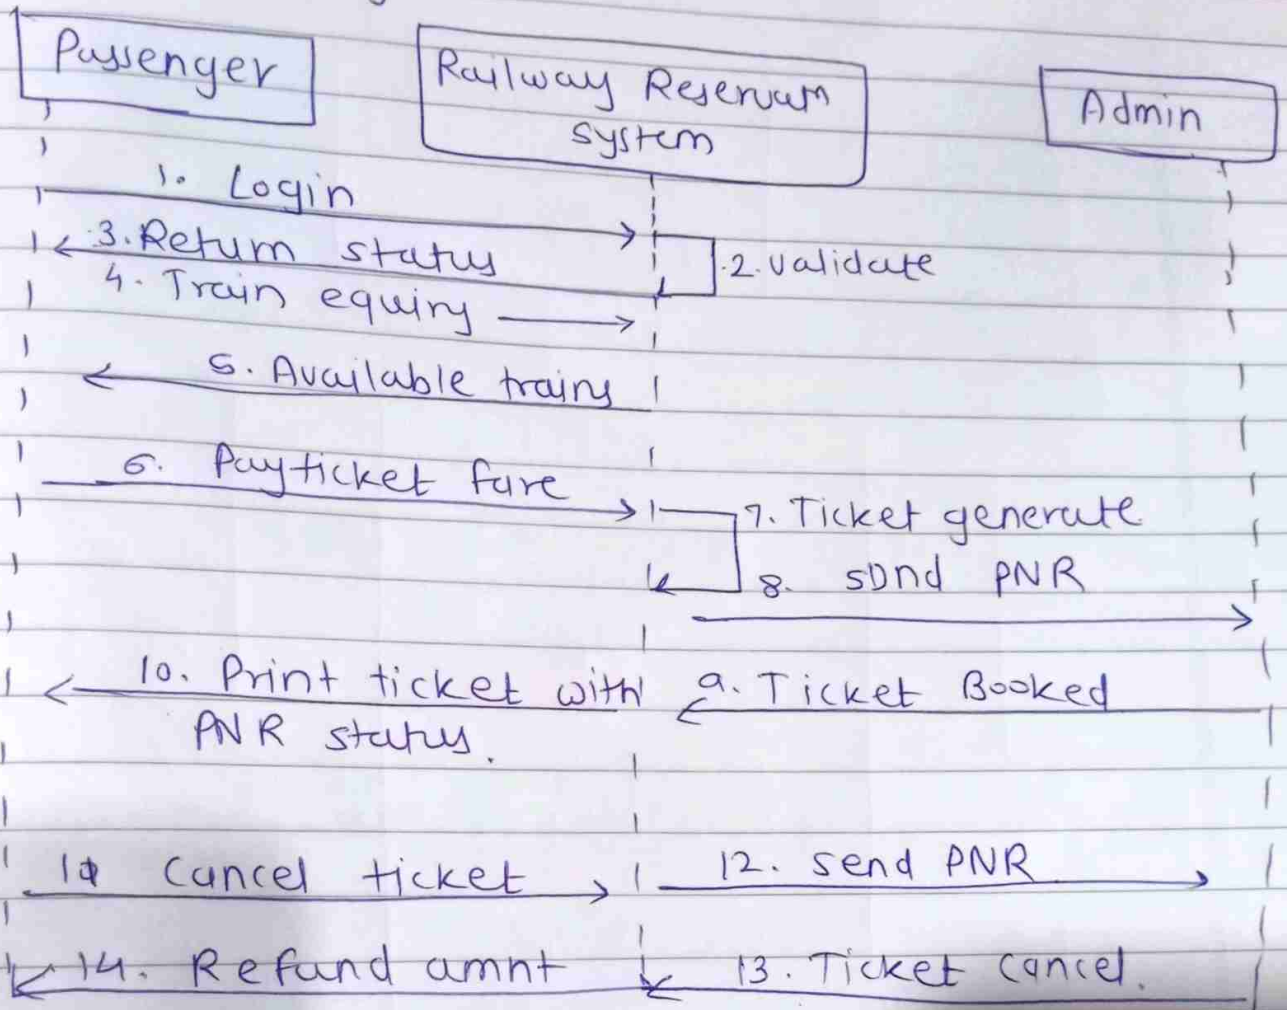 Passenger
Railway Reservam
system
Admin
1. Login
3. Return status
2. validate
4. Train equiry
5. Available trains
6. Pay ticket fare
7. Ticket generate
8. send PNR
10. Print ticket with
PNR status.
9. Ticket Booked
11 Cancel ticket
12. send PNR
14. Refund amnt
13. Ticket cancel.